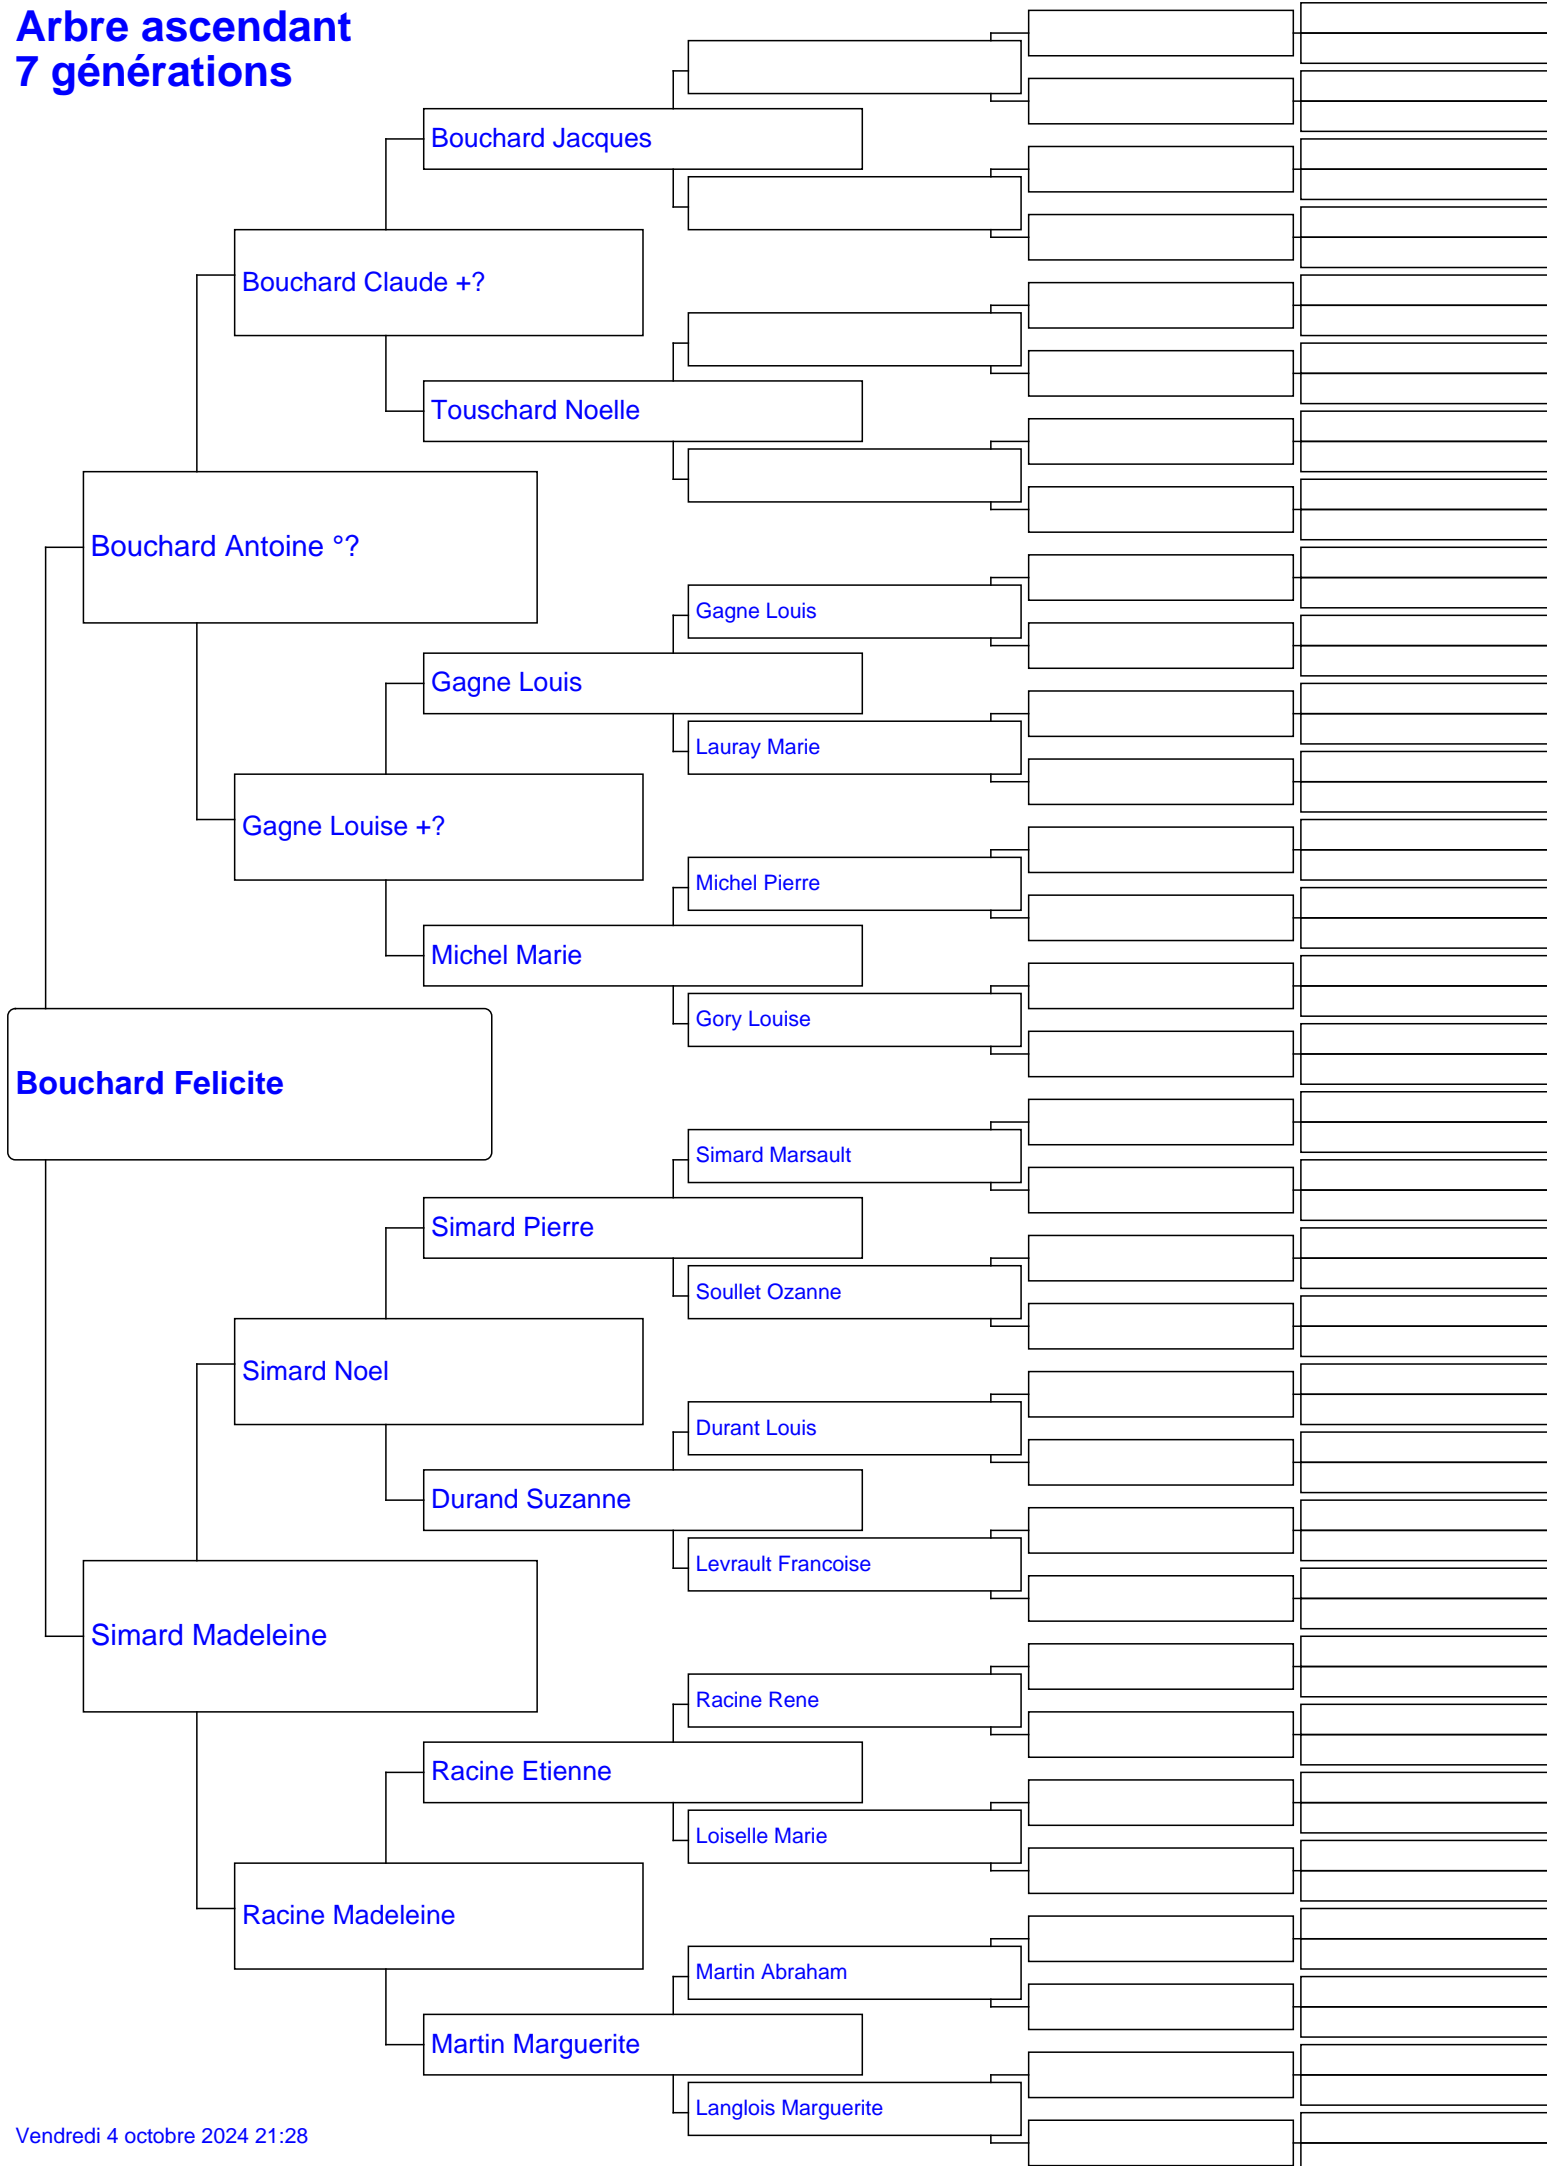 Arbre ascendant
7 générations
Bouchard Jacques
Bouchard Claude +?
Touschard Noelle
Bouchard Antoine °?
Gagne Louis
Gagne Louis
Lauray Marie
Gagne Louise +?
Michel Pierre
Michel Marie
Gory Louise
Bouchard Felicite
Simard Marsault
Simard Pierre
Soullet Ozanne
Simard Noel
Durant Louis
Durand Suzanne
Levrault Francoise
Simard Madeleine
Racine Rene
Racine Etienne
Loiselle Marie
Racine Madeleine
Martin Abraham
Martin Marguerite
Langlois Marguerite
Vendredi 4 octobre 2024 21:28